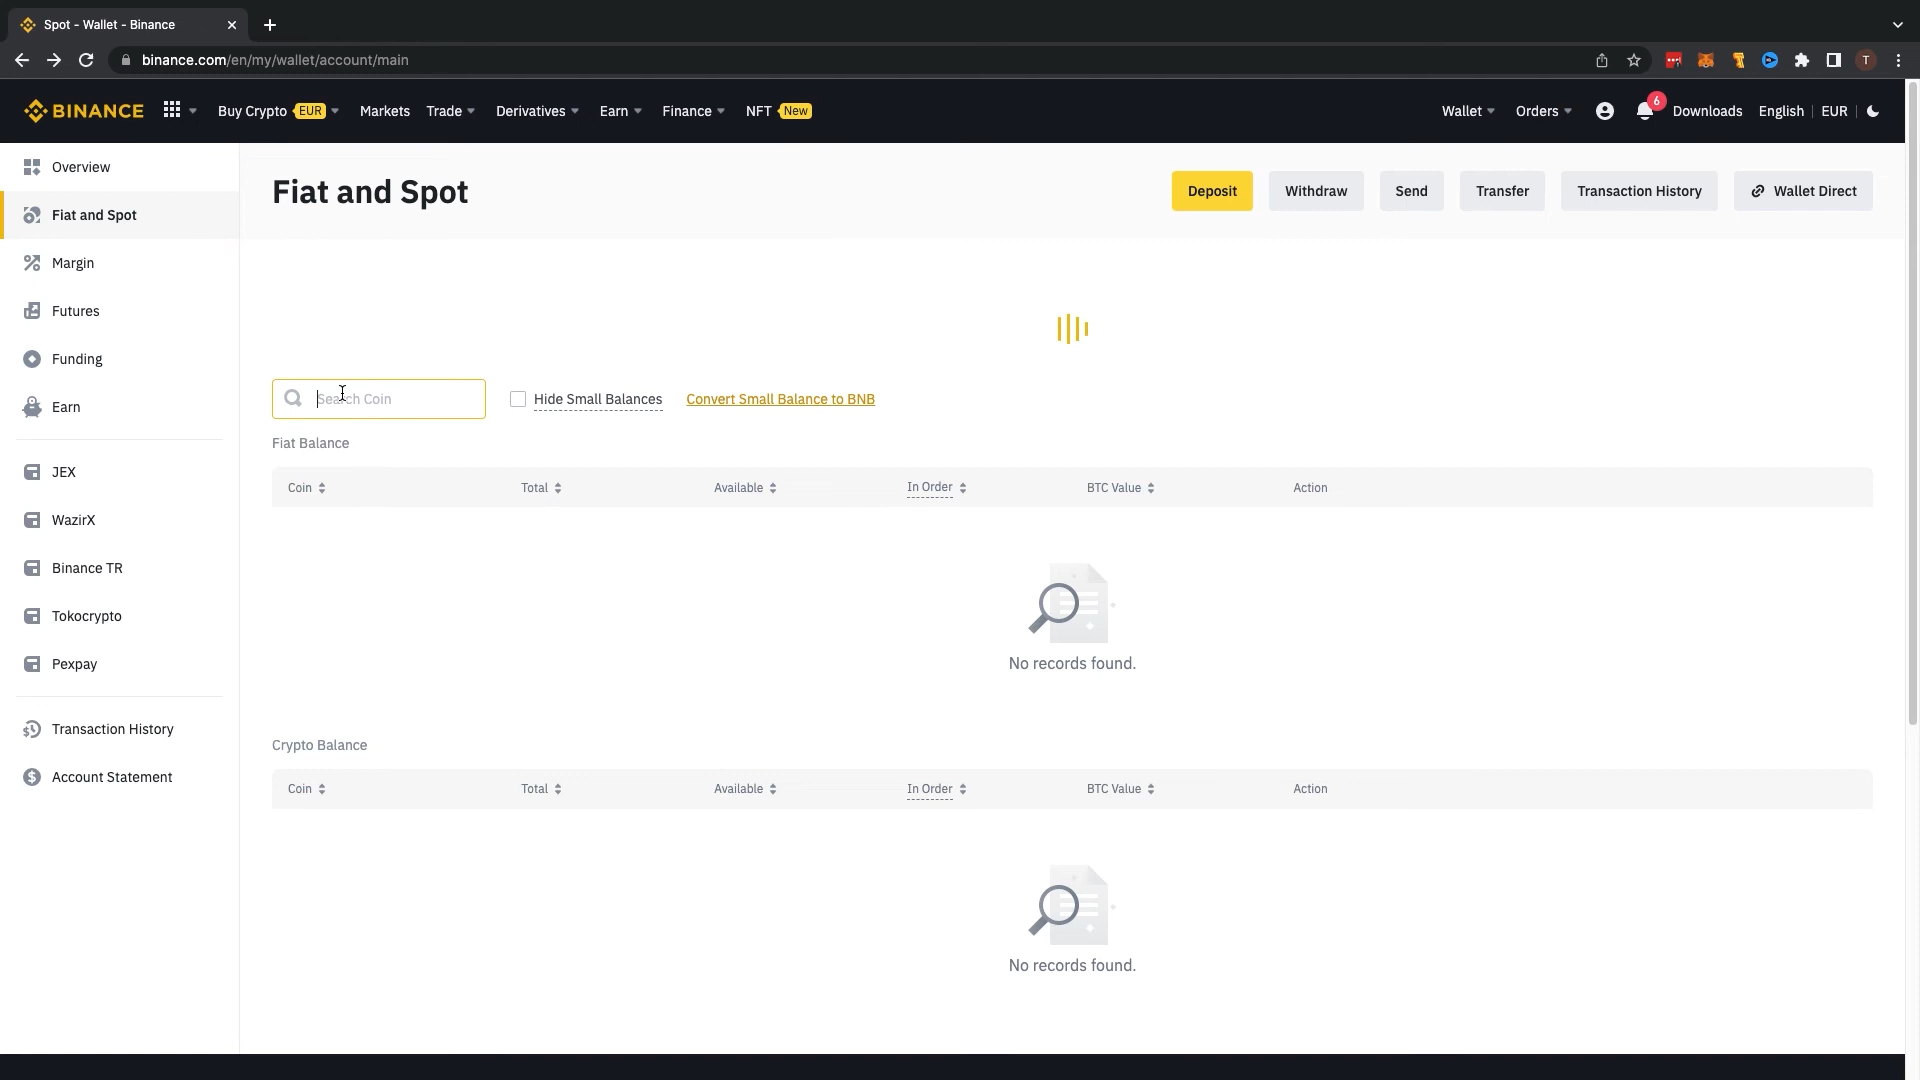 Spot - Wallet - Binance
binance.com/en/my/wallet/account/main
T
BINANCE
Buy Crypto EUR
Markets
Trade
Derivatives
Earn
Finance
NFT New
Wallet
Orders
6
Downloads
English
EUR
Overview
Fiat and Spot
Margin
Futures
Funding
Earn
JEX
WazirX
Binance TR
Tokocrypto
Pexpay
Transaction History
Account Statement
Fiat and Spot
Deposit
Withdraw
Send
Transfer
Transaction History
Wallet Direct
Search Coin
Hide Small Balances
Convert Small Balance to BNB
Fiat Balance
Coin Total Available In Order BTC Value Action
No records found.
Crypto Balance
Coin Total Available In Order BTC Value Action
No records found.